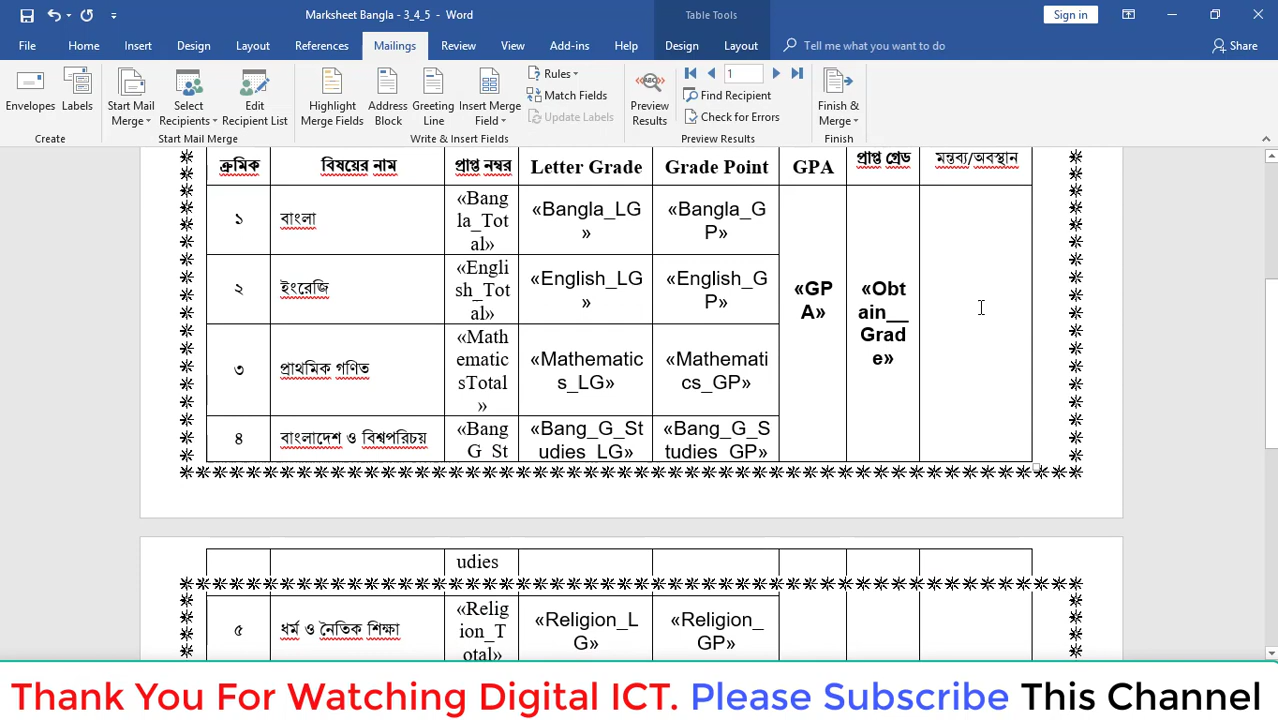 Marksheet Bangla - 3_4_5 - Word
Table Tools
Sign in
File Home Insert Design Layout References Mailings Review View Add-ins Help Design Layout Tell me what you want to do Share
Envelopes
Labels
Start Mail Merge
Select Recipients
Edit Recipient List
Highlight Merge Fields
Address Block
Greeting Line
Insert Merge Field
Rules
Match Fields
Update Labels
Preview Results
1
Find Recipient
Check for Errors
Finish & Merge
Create
Start Mail Merge
Write & Insert Fields
Preview Results
Finish
ক্রমিক বিষয়ের নাম প্রাপ্ত নম্বর Letter Grade Grade Point GPA প্রাপ্ত গ্রেড মন্তব্য/অবস্থান
১ বাংলা «Bangla_Total» «Bangla_LG» «Bangla_GP»
২ ইংরেজি «English_Total» «English_LG» «English_GP» «GPA» «Obtain__Grade»
৩ প্রাথমিক গণিত «MathematicsTotal» «Mathematics_LG» «Mathematics_GP»
৪ বাংলাদেশ ও বিশ্বপরিচয় «Bang_G_St «Bang_G_Studies_LG» «Bang_G_Studies_GP»
udies
৫ ধর্ম ও নৈতিক শিক্ষা «Religion_Total» «Religion_LG» «Religion_GP»
Thank You For Watching Digital ICT. Please Subscribe This Channel